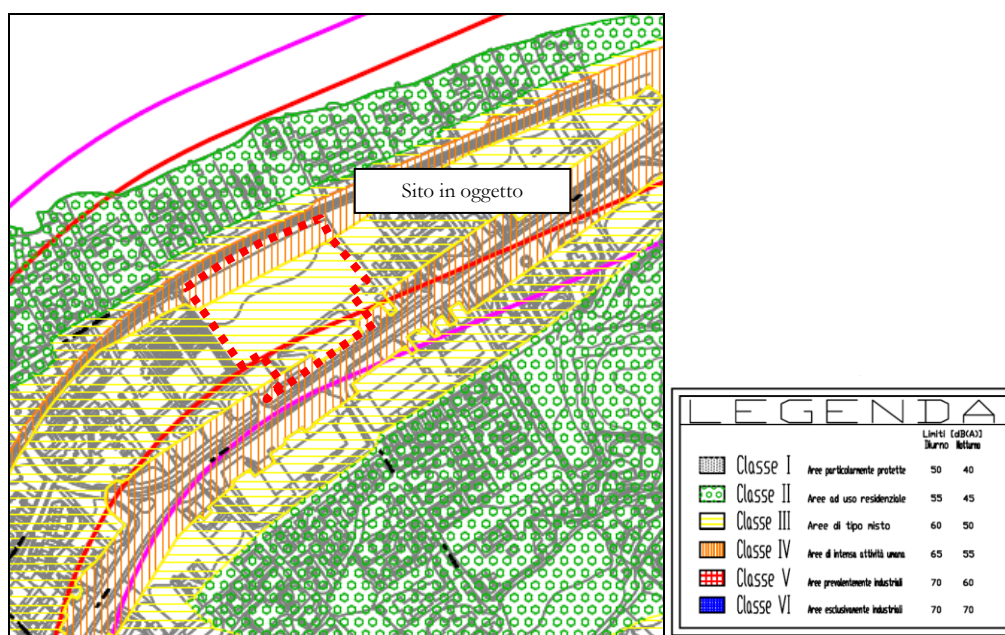 Sito in oggetto
LEGENDA
Limiti [dB(A)]
Diurno Notturno
Classe I Aree particolarmente protette 50 40
Classe II Aree ad uso residenziale 55 45
Classe III Aree di tipo misto 60 50
Classe IV Aree di intensa attività umana 65 55
Classe V Aree prevalentemente industriali 70 60
Classe VI Aree esclusivamente industriali 70 70